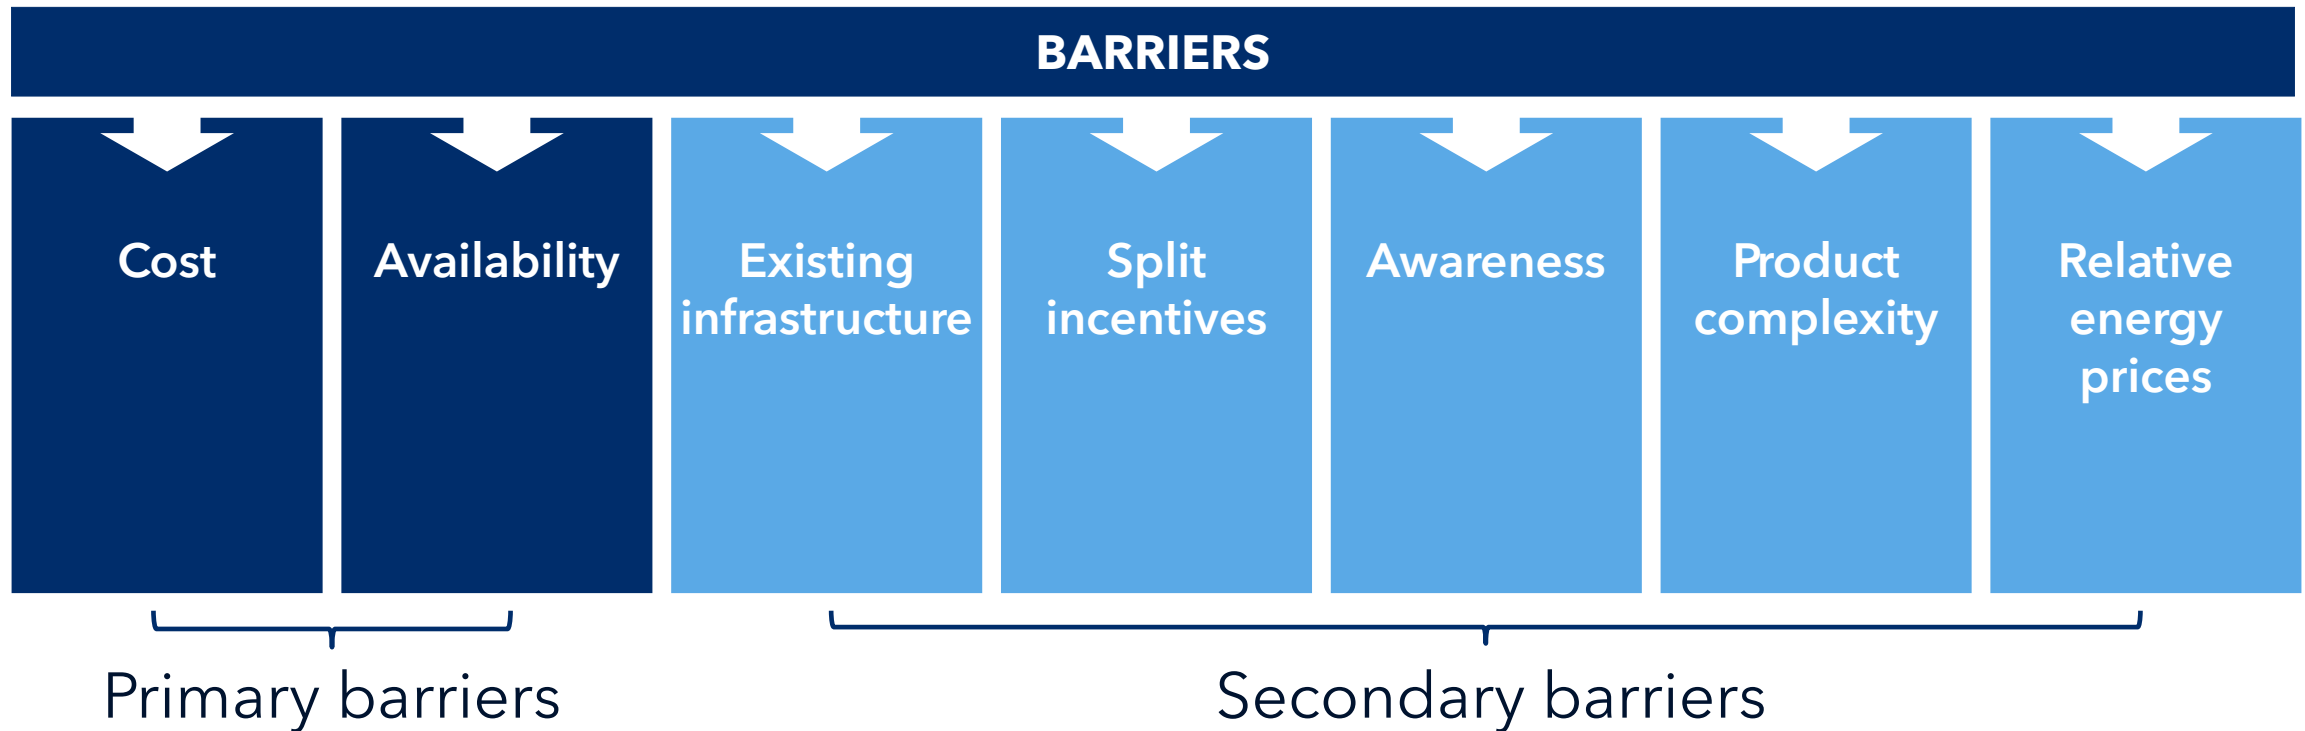 BARRIERS
Cost
Availability
Existing
infrastructure
Split
incentives
Awareness
Product
complexity
Relative
energy
prices
Primary barriers
Secondary barriers